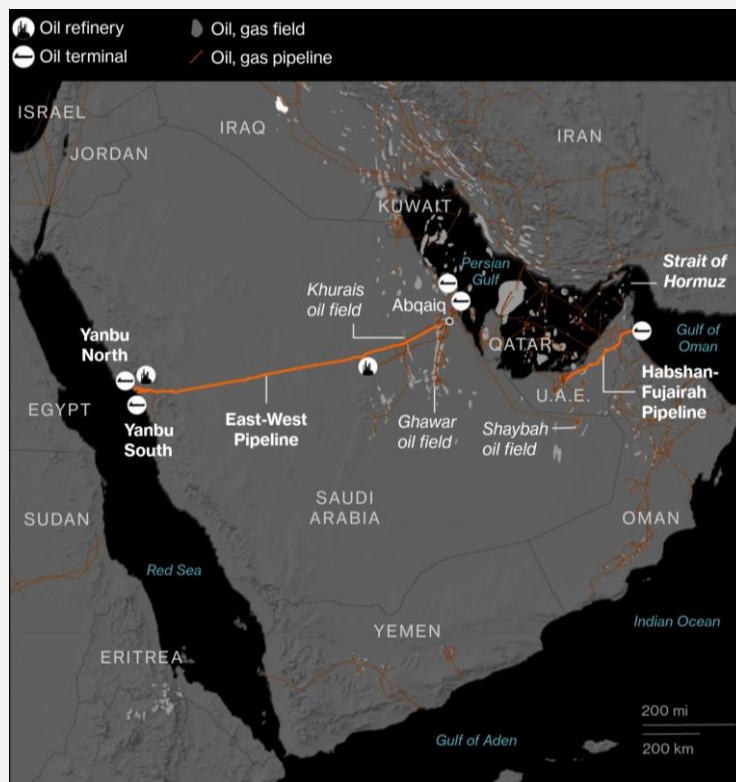 Oil refinery
Oil, gas field
Oil terminal
Oil, gas pipeline
ISRAEL
JORDAN
IRAQ
IRAN
KUWAIT
Persian
Gulf
Strait of
Hormuz
Khurais
oil field
Abqaiq
QATAR
Gulf of
Oman
Yanbu
North
U.A.E.
Habshan-
Fujairah
Pipeline
EGYPT
Yanbu
South
East-West
Pipeline
Ghawar
oil field
Shaybah
oil field
SAUDI
ARABIA
SUDAN
OMAN
Red Sea
Indian Ocean
YEMEN
ERITREA
200 mi
200 km
Gulf of Aden